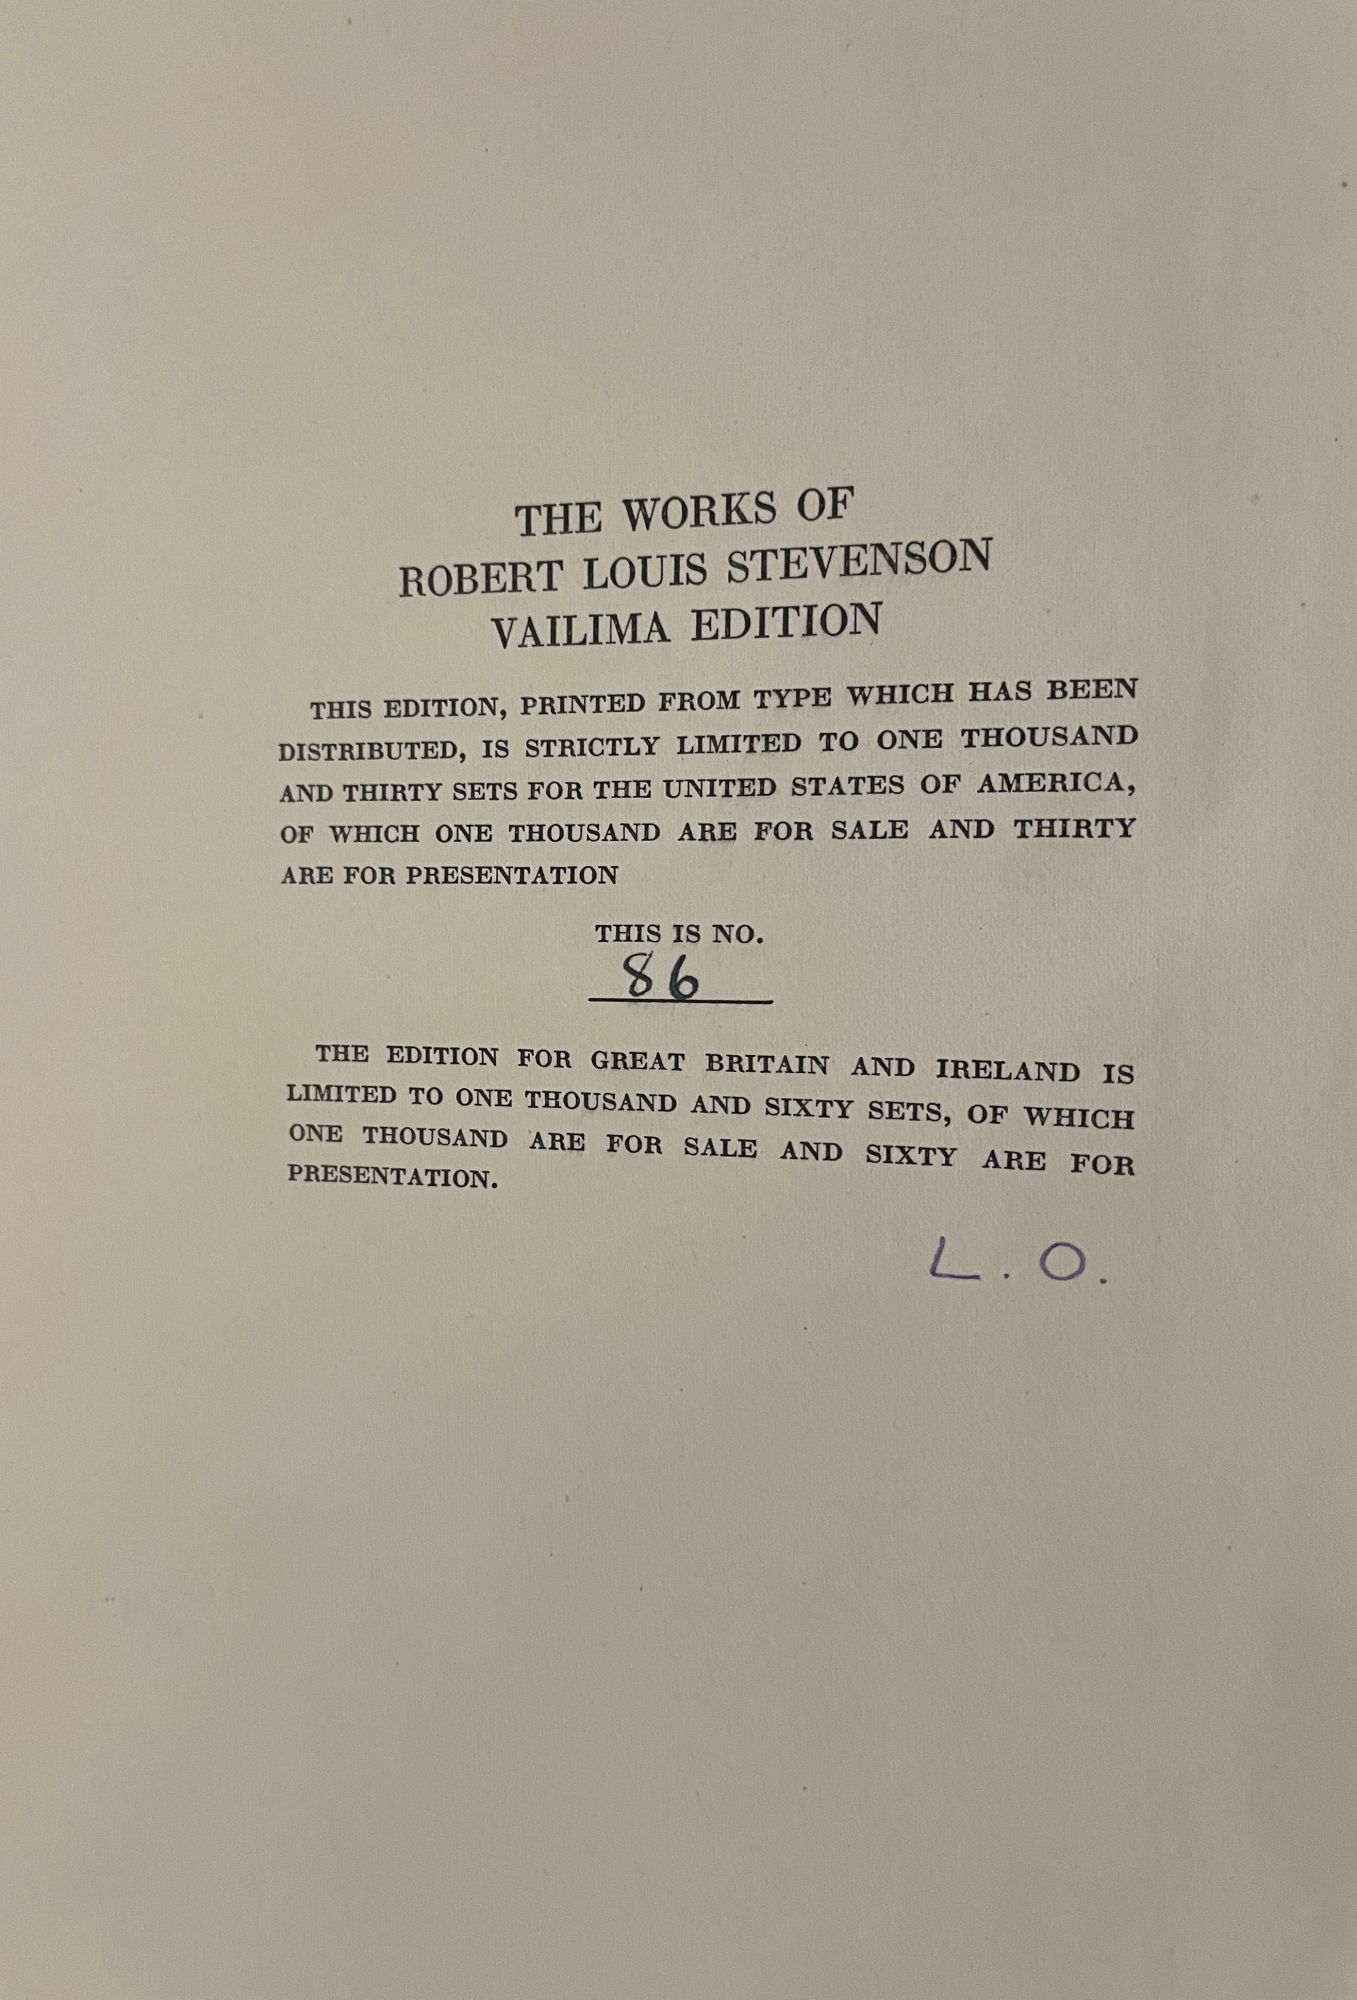 THE WORKS OF
ROBERT LOUIS STEVENSON
VAILIMA EDITION
THIS EDITION, PRINTED FROM TYPE WHICH HAS BEEN
DISTRIBUTED, IS STRICTLY LIMITED TO ONE THOUSAND
AND THIRTY SETS FOR THE UNITED STATES OF AMERICA,
OF WHICH ONE THOUSAND ARE FOR SALE AND THIRTY
ARE FOR PRESENTATION
THIS IS NO.
86
THE EDITION FOR GREAT BRITAIN AND IRELAND IS
LIMITED TO ONE THOUSAND AND SIXTY SETS, OF WHICH
ONE THOUSAND ARE FOR SALE AND SIXTY ARE FOR
PRESENTATION.
L. O.